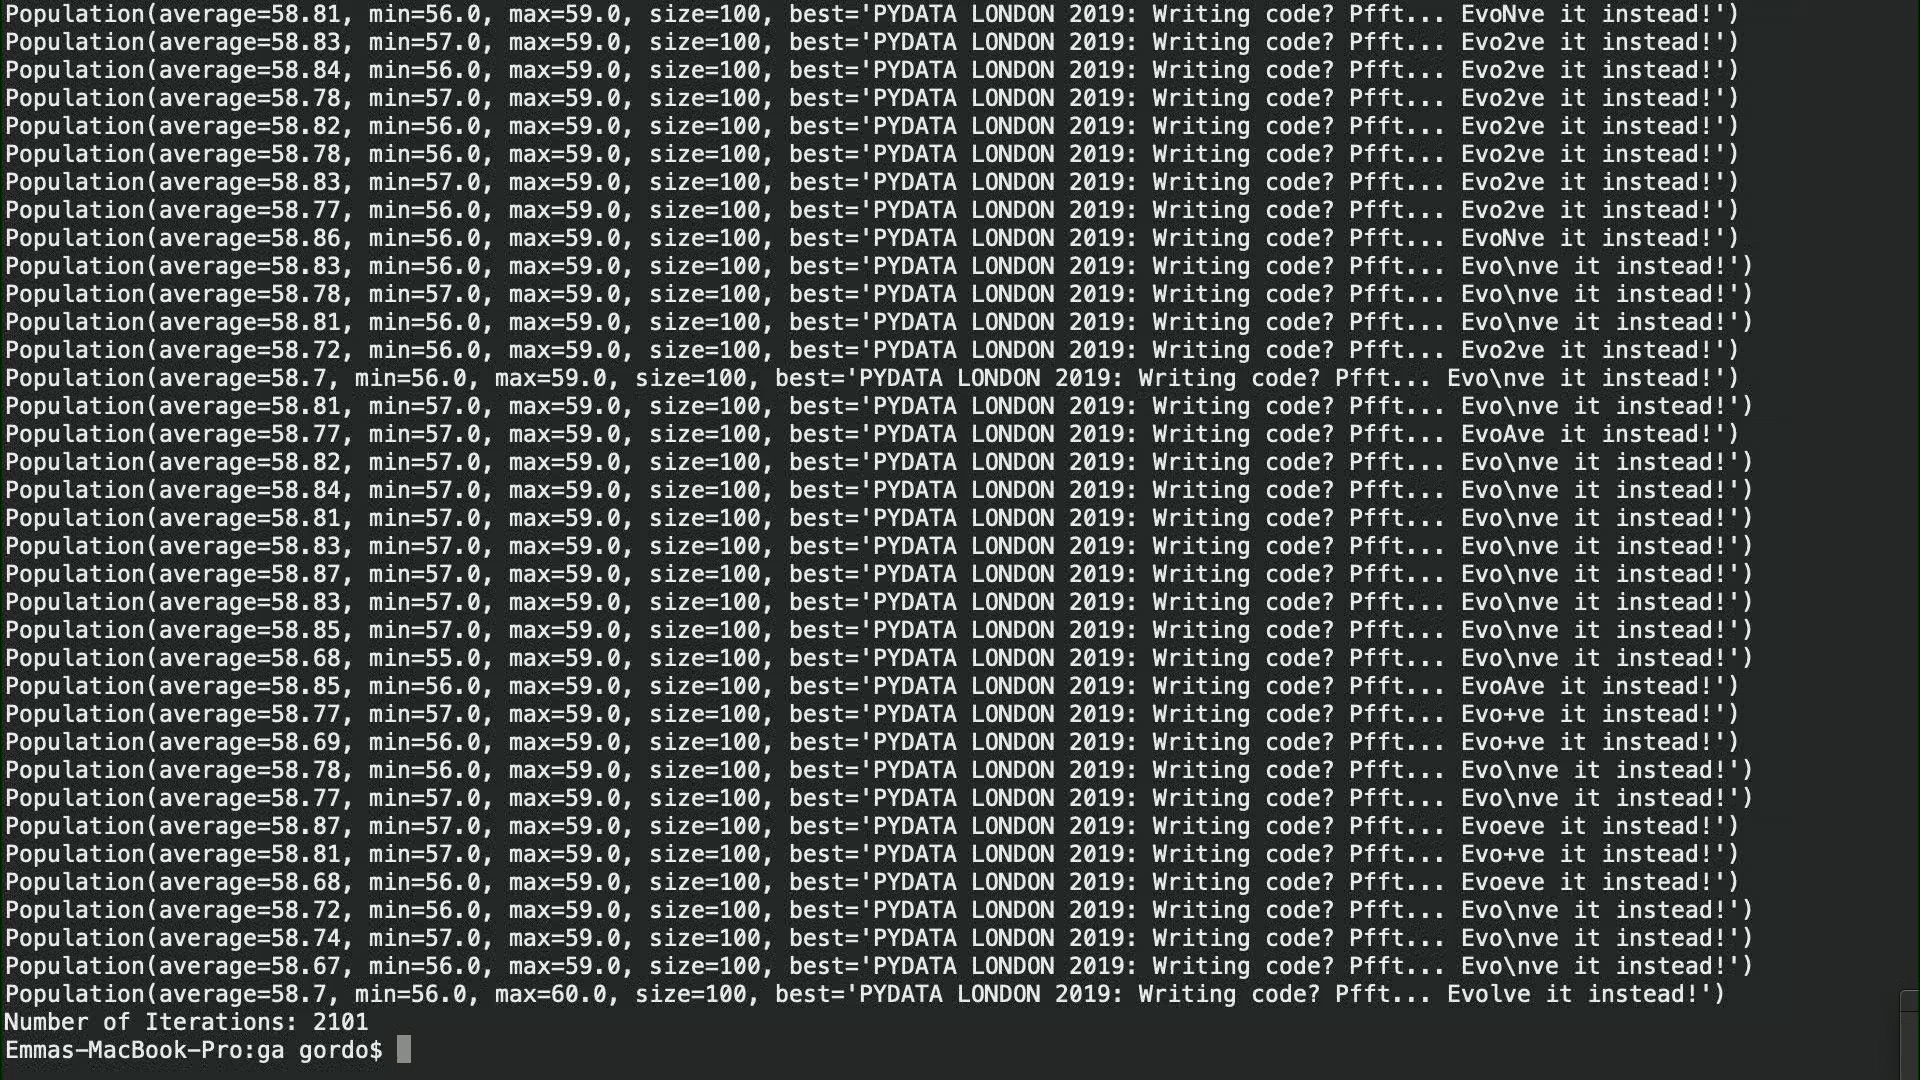 Population(average=58.81, min=56.0, max=59.0, size=100, best='PYDATA LONDON 2019: Writing code? Pfft... EvoNve it instead!')
Population(average=58.83, min=57.0, max=59.0, size=100, best='PYDATA LONDON 2019: Writing code? Pfft... Evo2ve it instead!')
Population(average=58.84, min=56.0, max=59.0, size=100, best='PYDATA LONDON 2019: Writing code? Pfft... Evo2ve it instead!')
Population(average=58.78, min=57.0, max=59.0, size=100, best='PYDATA LONDON 2019: Writing code? Pfft... Evo2ve it instead!')
Population(average=58.82, min=56.0, max=59.0, size=100, best='PYDATA LONDON 2019: Writing code? Pfft... Evo2ve it instead!')
Population(average=58.78, min=56.0, max=59.0, size=100, best='PYDATA LONDON 2019: Writing code? Pfft... Evo2ve it instead!')
Population(average=58.83, min=57.0, max=59.0, size=100, best='PYDATA LONDON 2019: Writing code? Pfft... Evo2ve it instead!')
Population(average=58.77, min=56.0, max=59.0, size=100, best='PYDATA LONDON 2019: Writing code? Pfft... Evo2ve it instead!')
Population(average=58.86, min=56.0, max=59.0, size=100, best='PYDATA LONDON 2019: Writing code? Pfft... EvoNve it instead!')
Population(average=58.83, min=56.0, max=59.0, size=100, best='PYDATA LONDON 2019: Writing code? Pfft... Evo\nve it instead!')
Population(average=58.78, min=57.0, max=59.0, size=100, best='PYDATA LONDON 2019: Writing code? Pfft... Evo\nve it instead!')
Population(average=58.81, min=56.0, max=59.0, size=100, best='PYDATA LONDON 2019: Writing code? Pfft... Evo\nve it instead!')
Population(average=58.72, min=56.0, max=59.0, size=100, best='PYDATA LONDON 2019: Writing code? Pfft... Evo2ve it instead!')
Population(average=58.7, min=56.0, max=59.0, size=100, best='PYDATA LONDON 2019: Writing code? Pfft... Evo\nve it instead!')
Population(average=58.81, min=57.0, max=59.0, size=100, best='PYDATA LONDON 2019: Writing code? Pfft... Evo\nve it instead!')
Population(average=58.77, min=57.0, max=59.0, size=100, best='PYDATA LONDON 2019: Writing code? Pfft... EvoAve it instead!')
Population(average=58.82, min=57.0, max=59.0, size=100, best='PYDATA LONDON 2019: Writing code? Pfft... Evo\nve it instead!')
Population(average=58.84, min=57.0, max=59.0, size=100, best='PYDATA LONDON 2019: Writing code? Pfft... Evo\nve it instead!')
Population(average=58.81, min=57.0, max=59.0, size=100, best='PYDATA LONDON 2019: Writing code? Pfft... Evo\nve it instead!')
Population(average=58.83, min=57.0, max=59.0, size=100, best='PYDATA LONDON 2019: Writing code? Pfft... Evo\nve it instead!')
Population(average=58.87, min=57.0, max=59.0, size=100, best='PYDATA LONDON 2019: Writing code? Pfft... Evo\nve it instead!')
Population(average=58.83, min=57.0, max=59.0, size=100, best='PYDATA LONDON 2019: Writing code? Pfft... Evo\nve it instead!')
Population(average=58.85, min=57.0, max=59.0, size=100, best='PYDATA LONDON 2019: Writing code? Pfft... Evo\nve it instead!')
Population(average=58.68, min=55.0, max=59.0, size=100, best='PYDATA LONDON 2019: Writing code? Pfft... Evo\nve it instead!')
Population(average=58.85, min=56.0, max=59.0, size=100, best='PYDATA LONDON 2019: Writing code? Pfft... EvoAve it instead!')
Population(average=58.77, min=57.0, max=59.0, size=100, best='PYDATA LONDON 2019: Writing code? Pfft... Evo+ve it instead!')
Population(average=58.69, min=56.0, max=59.0, size=100, best='PYDATA LONDON 2019: Writing code? Pfft... Evo+ve it instead!')
Population(average=58.78, min=56.0, max=59.0, size=100, best='PYDATA LONDON 2019: Writing code? Pfft... Evo\nve it instead!')
Population(average=58.77, min=57.0, max=59.0, size=100, best='PYDATA LONDON 2019: Writing code? Pfft... Evo\nve it instead!')
Population(average=58.87, min=57.0, max=59.0, size=100, best='PYDATA LONDON 2019: Writing code? Pfft... Evoeve it instead!')
Population(average=58.81, min=57.0, max=59.0, size=100, best='PYDATA LONDON 2019: Writing code? Pfft... Evo+ve it instead!')
Population(average=58.68, min=56.0, max=59.0, size=100, best='PYDATA LONDON 2019: Writing code? Pfft... Evoeve it instead!')
Population(average=58.72, min=56.0, max=59.0, size=100, best='PYDATA LONDON 2019: Writing code? Pfft... Evo\nve it instead!')
Population(average=58.74, min=57.0, max=59.0, size=100, best='PYDATA LONDON 2019: Writing code? Pfft... Evo\nve it instead!')
Population(average=58.67, min=56.0, max=59.0, size=100, best='PYDATA LONDON 2019: Writing code? Pfft... Evo\nve it instead!')
Population(average=58.7, min=56.0, max=60.0, size=100, best='PYDATA LONDON 2019: Writing code? Pfft... Evolve it instead!')
Number of Iterations: 2101
Emmas-MacBook-Pro:ga gordo$